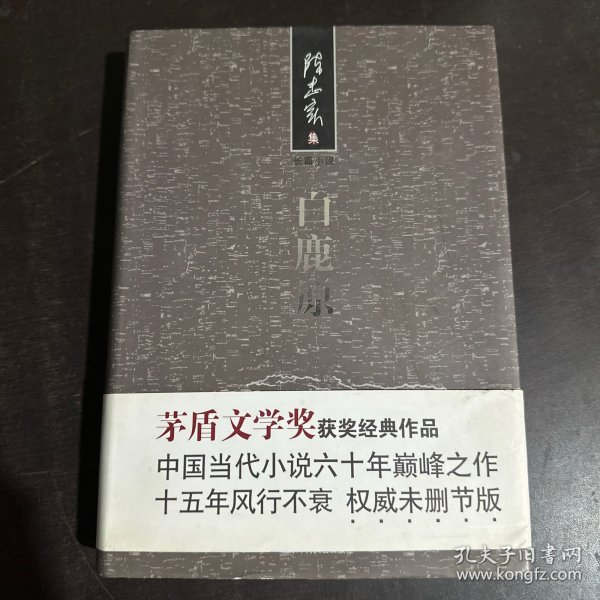 陈忠实
集
长篇小说
白鹿原
茅盾文学奖获奖经典作品
中国当代小说六十年巅峰之作
十五年风行不衰 权威未删节版
孔夫子旧书网
www.kongfz.com